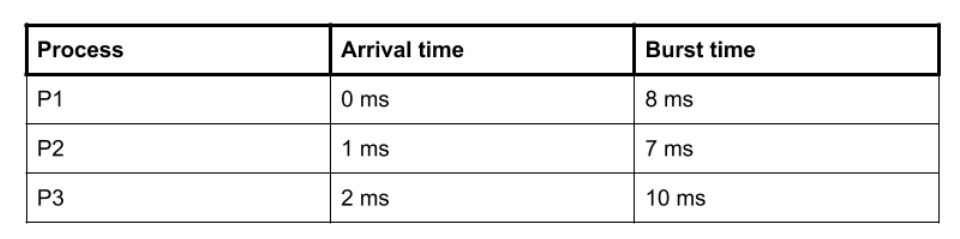 Process Arrival time Burst time
P1 0 ms 8 ms
P2 1 ms 7 ms
P3 2 ms 10 ms